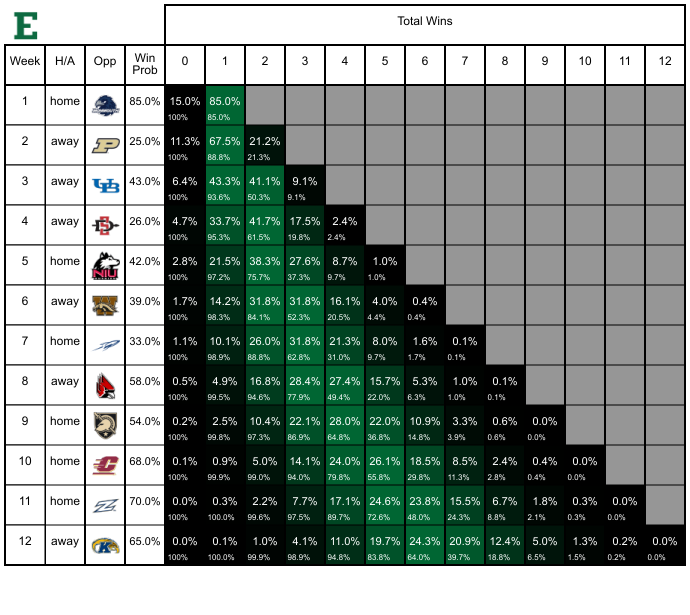 E
Total Wins
Week H/A Opp Win Prob 0 1 2 3 4 5 6 7 8 9 10 11 12
1 home 85.0% 15.0% 85.0%
100% 85.0%
2 away P 25.0% 11.3% 67.5% 21.2%
100% 88.8% 21.3%
3 away UB 43.0% 6.4% 43.3% 41.1% 9.1%
100% 93.6% 50.3% 9.1%
4 away SD 26.0% 4.7% 33.7% 41.7% 17.5% 2.4%
100% 95.3% 61.5% 19.8% 2.4%
5 home NIU 42.0% 2.8% 21.5% 38.3% 27.6% 8.7% 1.0%
100% 97.2% 75.7% 37.3% 9.7% 1.0%
6 away W 39.0% 1.7% 14.2% 31.8% 31.8% 16.1% 4.0% 0.4%
100% 98.3% 84.1% 52.3% 20.5% 4.4% 0.4%
7 home 33.0% 1.1% 10.1% 26.0% 31.8% 21.3% 8.0% 1.6% 0.1%
100% 98.9% 88.8% 62.8% 31.0% 9.7% 1.7% 0.1%
8 away 58.0% 0.5% 4.9% 16.8% 28.4% 27.4% 15.7% 5.3% 1.0% 0.1%
100% 99.5% 94.6% 77.9% 49.4% 22.0% 6.3% 1.0% 0.1%
9 home 54.0% 0.2% 2.5% 10.4% 22.1% 28.0% 22.0% 10.9% 3.3% 0.6% 0.0%
100% 99.8% 97.3% 86.9% 64.8% 36.8% 14.8% 3.9% 0.6% 0.0%
10 home C 68.0% 0.1% 0.9% 5.0% 14.1% 24.0% 26.1% 18.5% 8.5% 2.4% 0.4% 0.0%
100% 99.9% 99.0% 94.0% 79.8% 55.8% 29.8% 11.3% 2.8% 0.4% 0.0%
11 home Z 70.0% 0.0% 0.3% 2.2% 7.7% 17.1% 24.6% 23.8% 15.5% 6.7% 1.8% 0.3% 0.0%
100% 100.0% 99.6% 97.5% 89.7% 72.6% 48.0% 24.3% 8.8% 2.1% 0.3% 0.0%
12 away K 65.0% 0.0% 0.1% 1.0% 4.1% 11.0% 19.7% 24.3% 20.9% 12.4% 5.0% 1.3% 0.2% 0.0%
100% 100.0% 99.9% 98.9% 94.8% 83.8% 64.0% 39.7% 18.8% 6.5% 1.5% 0.2% 0.0%